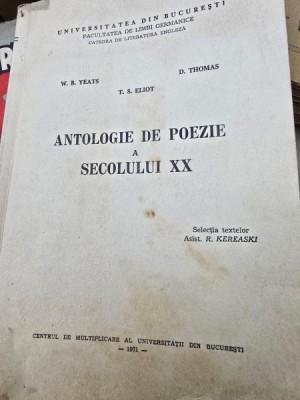 UNIVERSITATEA DIN BUCUREȘTI
FACULTATEA DE LIMBI GERMANICE
CATEDRA DE LITERATURA ENGLEZA
W. B. YEATS
D. THOMAS
T. S. ELIOT
ANTOLOGIE DE POEZIE
A
SECOLULUI XX
Selecția textelor
Asist. R. KEREASKI
CENTRUL DE MULTIPLICARE AL UNIVERSITĂȚII DIN BUCUREȘTI
— 1971 —